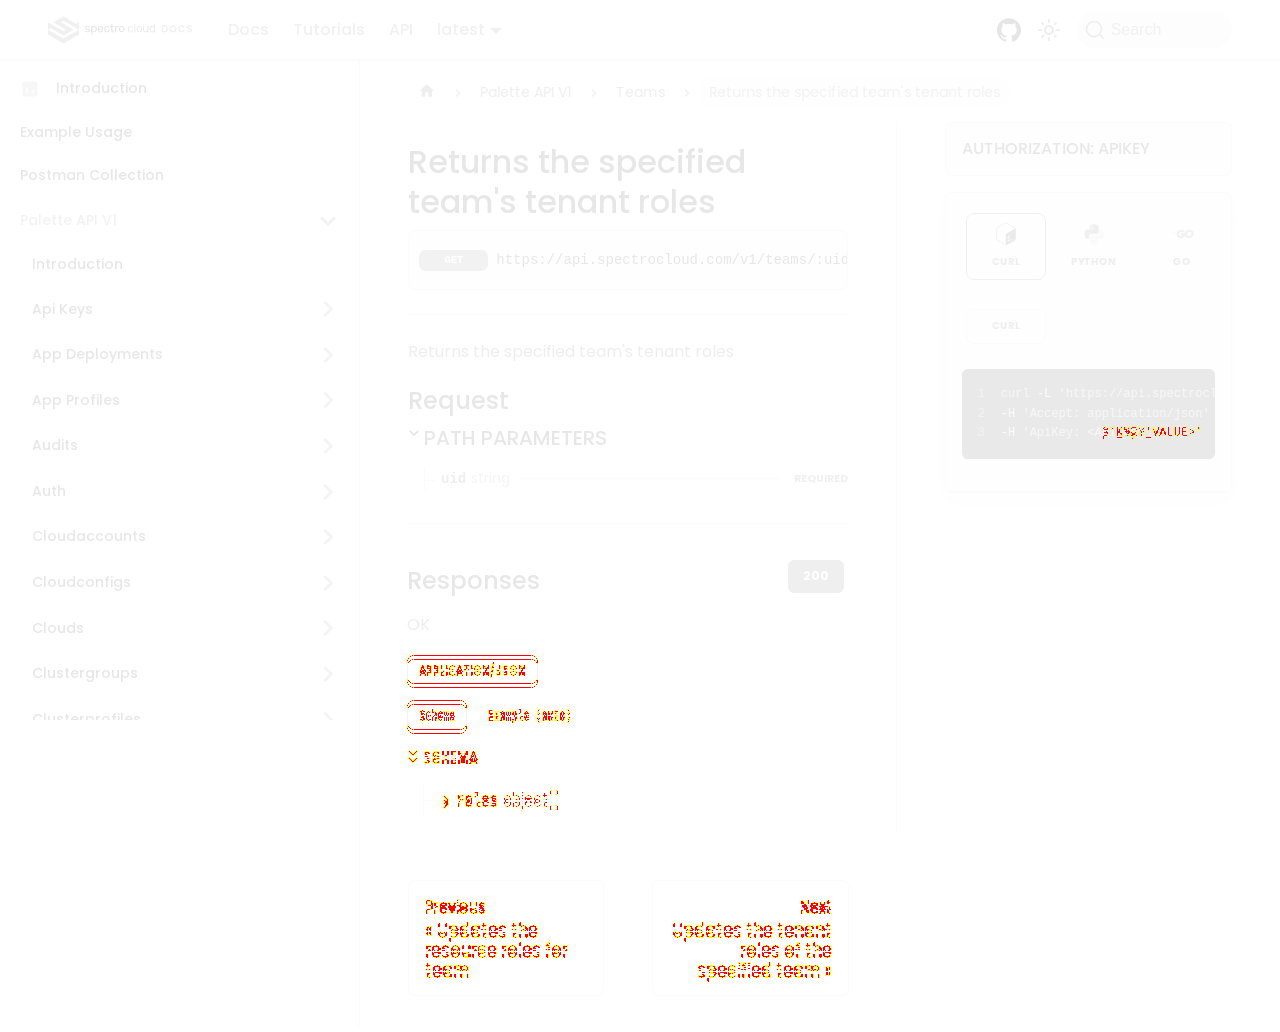 spectro cloud DOCS
Docs Tutorials API latest
Search
Introduction
Example Usage
Postman Collection
Palette API V1
Introduction
Api Keys
App Deployments
App Profiles
Audits
Auth
Cloudaccounts
Cloudconfigs
Clouds
Clustergroups
Clusterprofiles
Palette API V1 › Teams › Returns the specified team's tenant roles
Returns the specified
team's tenant roles
GET https://api.spectrocloud.com/v1/teams/:uid
Returns the specified team's tenant roles
Request
PATH PARAMETERS
uid string REQUIRED
Responses
200
OK
APPLICATION/JSON
Schema Example (auto)
SCHEMA
roles object[]
Previous
« Updates the
resource roles for
team
Next
Updates the tenant
roles of the
specified team »
AUTHORIZATION: APIKEY
CURL PYTHON GO
GO
CURL
1 curl -L 'https://api.spectrocl
2 -H 'Accept: application/json'
3 -H 'ApiKey: <API_KEY_VALUE>'